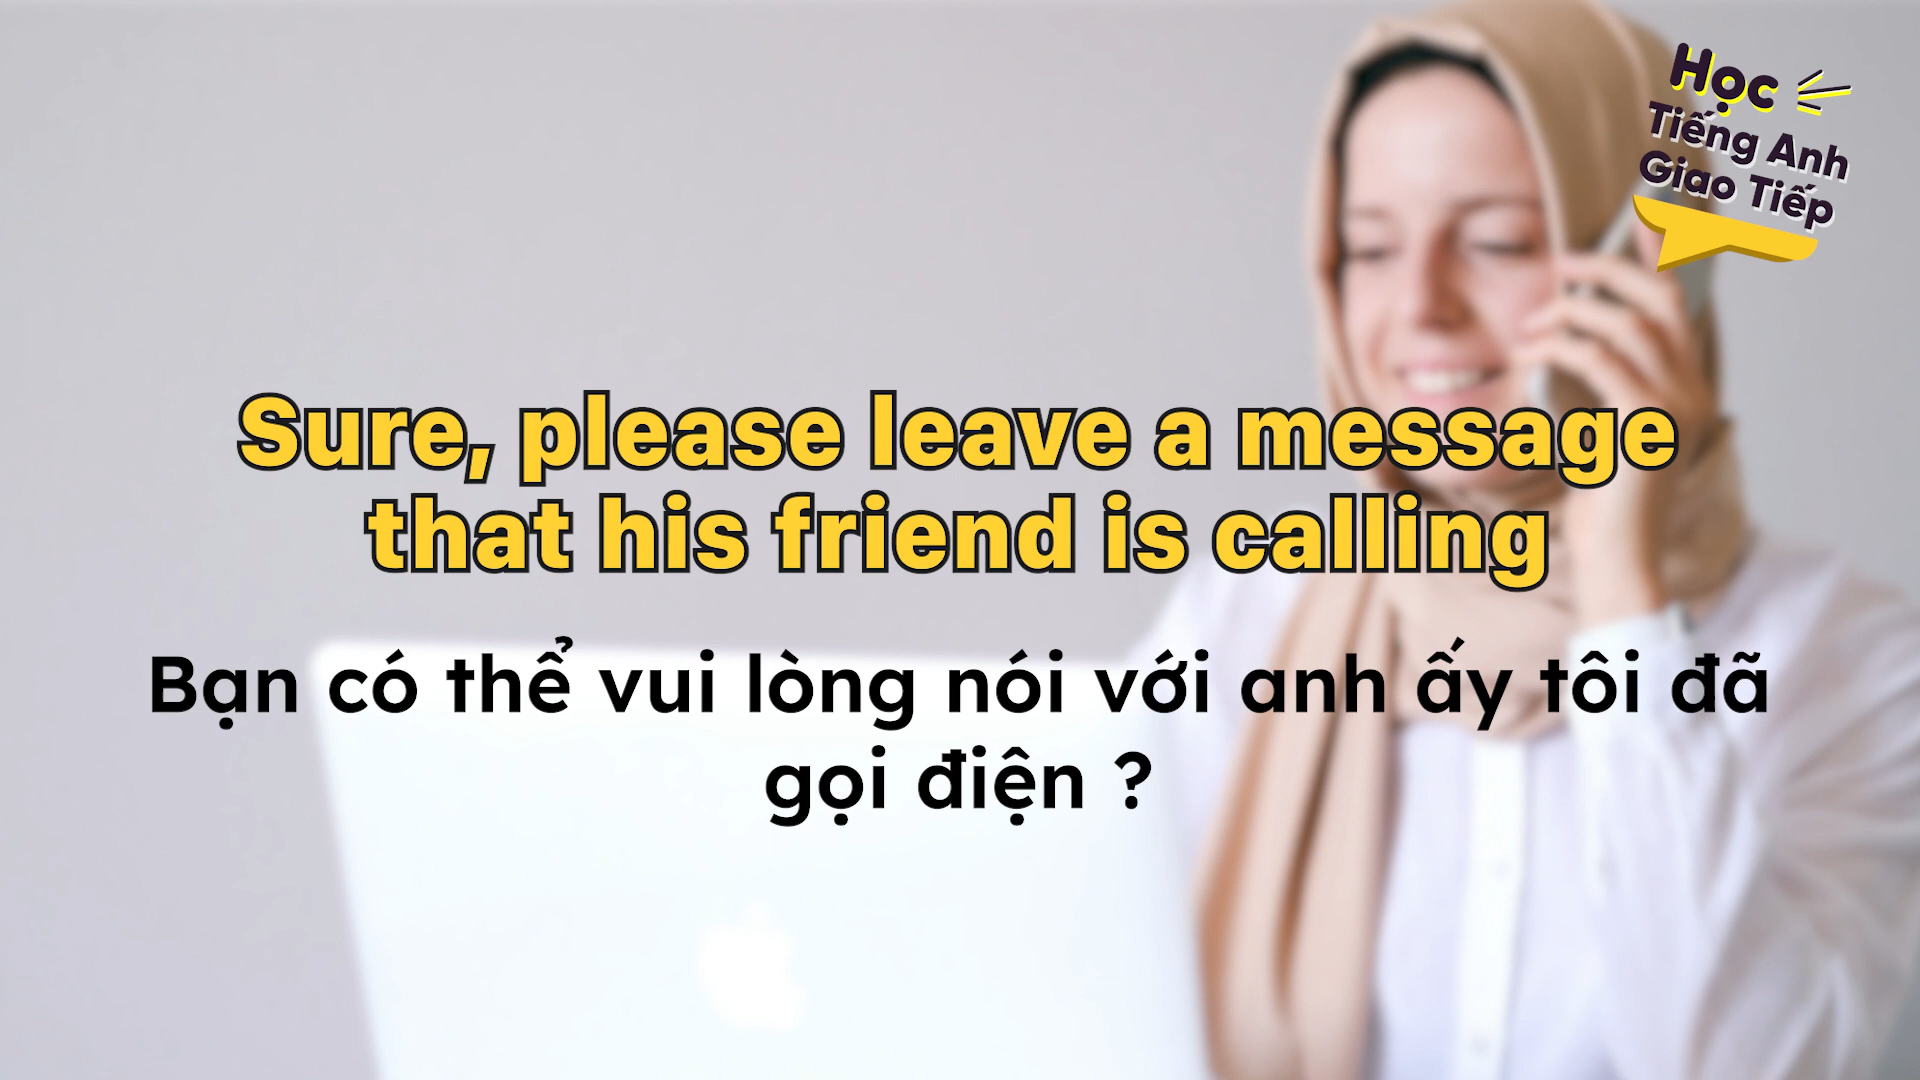 Học
Tiếng Anh
Giao Tiếp
Sure, please leave a message
that his friend is calling
Bạn có thể vui lòng nói với anh ấy tôi đã
gọi điện ?